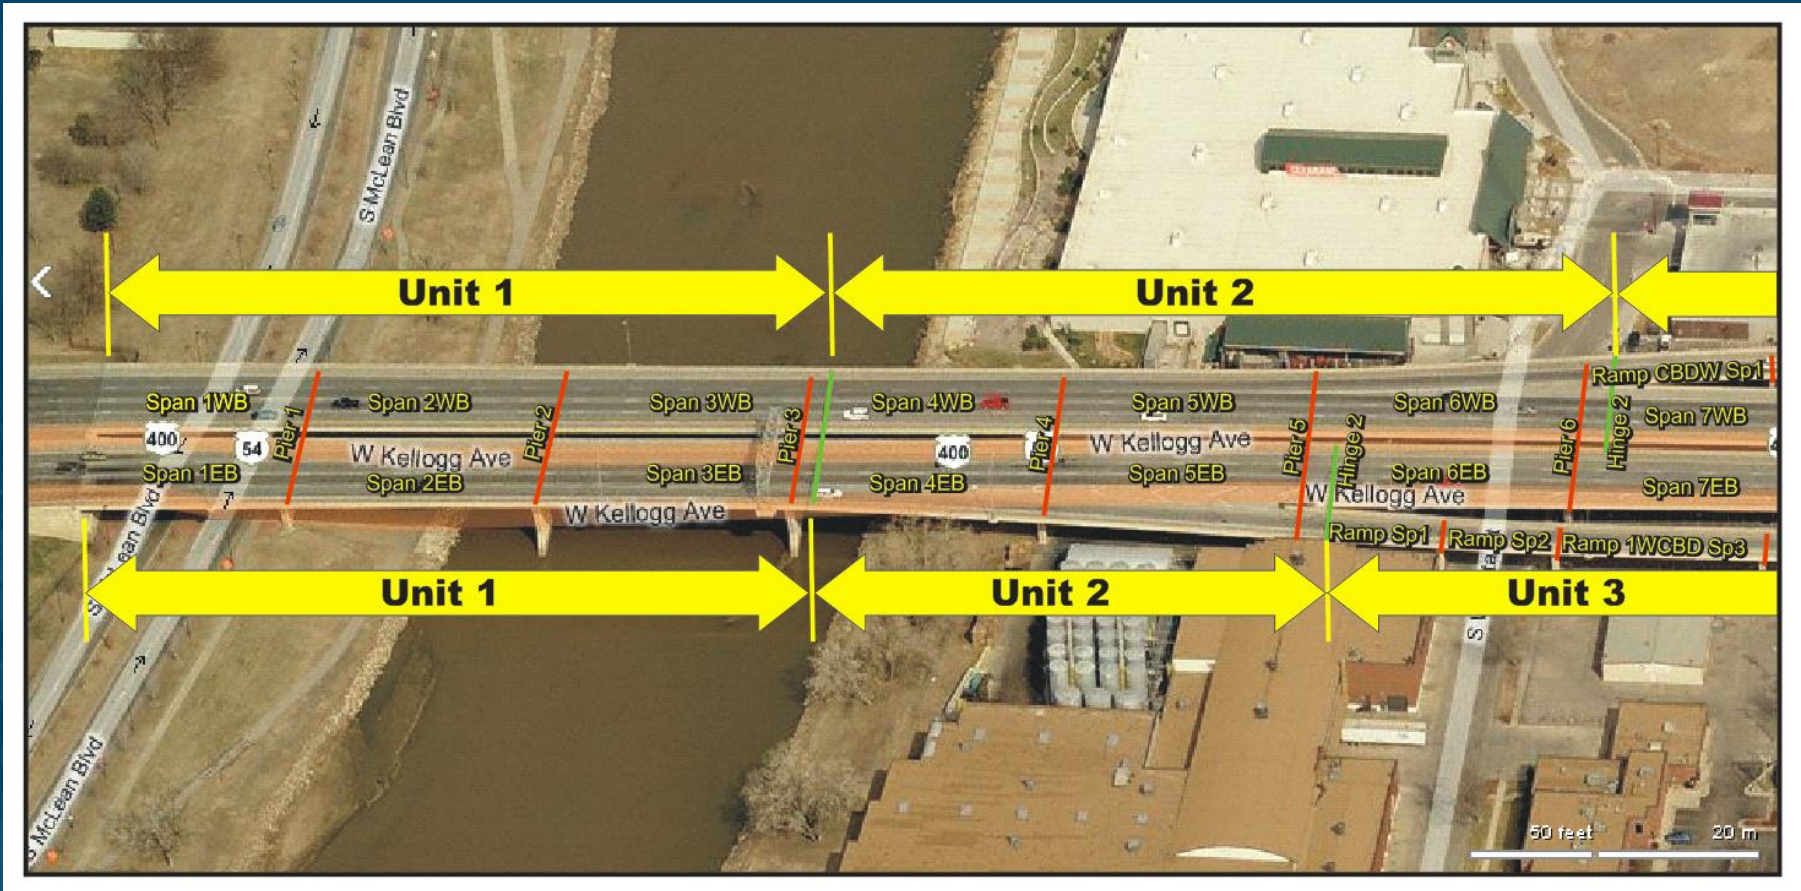 S McLean Blvd
CLEARANCE
Unit 1
Unit 2
Ramp CBDW Sp1
Span 1WB
Span 2WB
Span 3WB
Span 4WB
Span 5WB
Span 6WB
Span 7WB
Pier 1
Pier 2
Pier 3
Pier 4
Pier 5
Hinge 2
Pier 6
Hinge 2
400
54
W Kellogg Ave
400
W Kellogg Ave
Span 1EB
Span 2EB
Span 3EB
Span 4EB
Span 5EB
Span 6EB
Span 7EB
W Kellogg Ave
W Kellogg Ave
Ramp Sp1
Ramp Sp2
Ramp 1WCBD Sp3
Unit 1
Unit 2
Unit 3
S McLean Blvd
50 feet
20 m